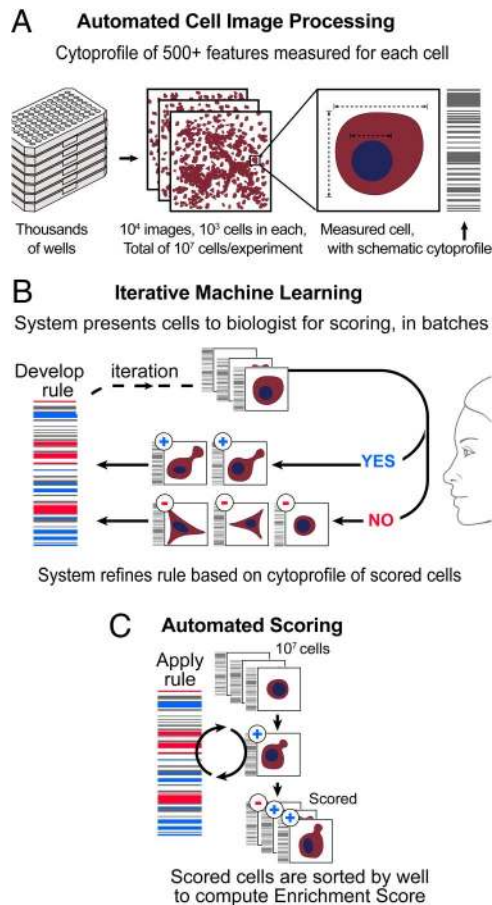 A Automated Cell Image Processing
Cytoprofile of 500+ features measured for each cell
Thousands
of wells
10⁴ images, 10³ cells in each,
Total of 10⁷ cells/experiment
Measured cell,
with schematic cytoprofile
B Iterative Machine Learning
System presents cells to biologist for scoring, in batches
Develop
rule
iteration
+
+
YES
-
-
-
NO
System refines rule based on cytoprofile of scored cells
C Automated Scoring
10⁷ cells
Apply
rule
+
-
+
+
Scored
Scored cells are sorted by well
to compute Enrichment Score